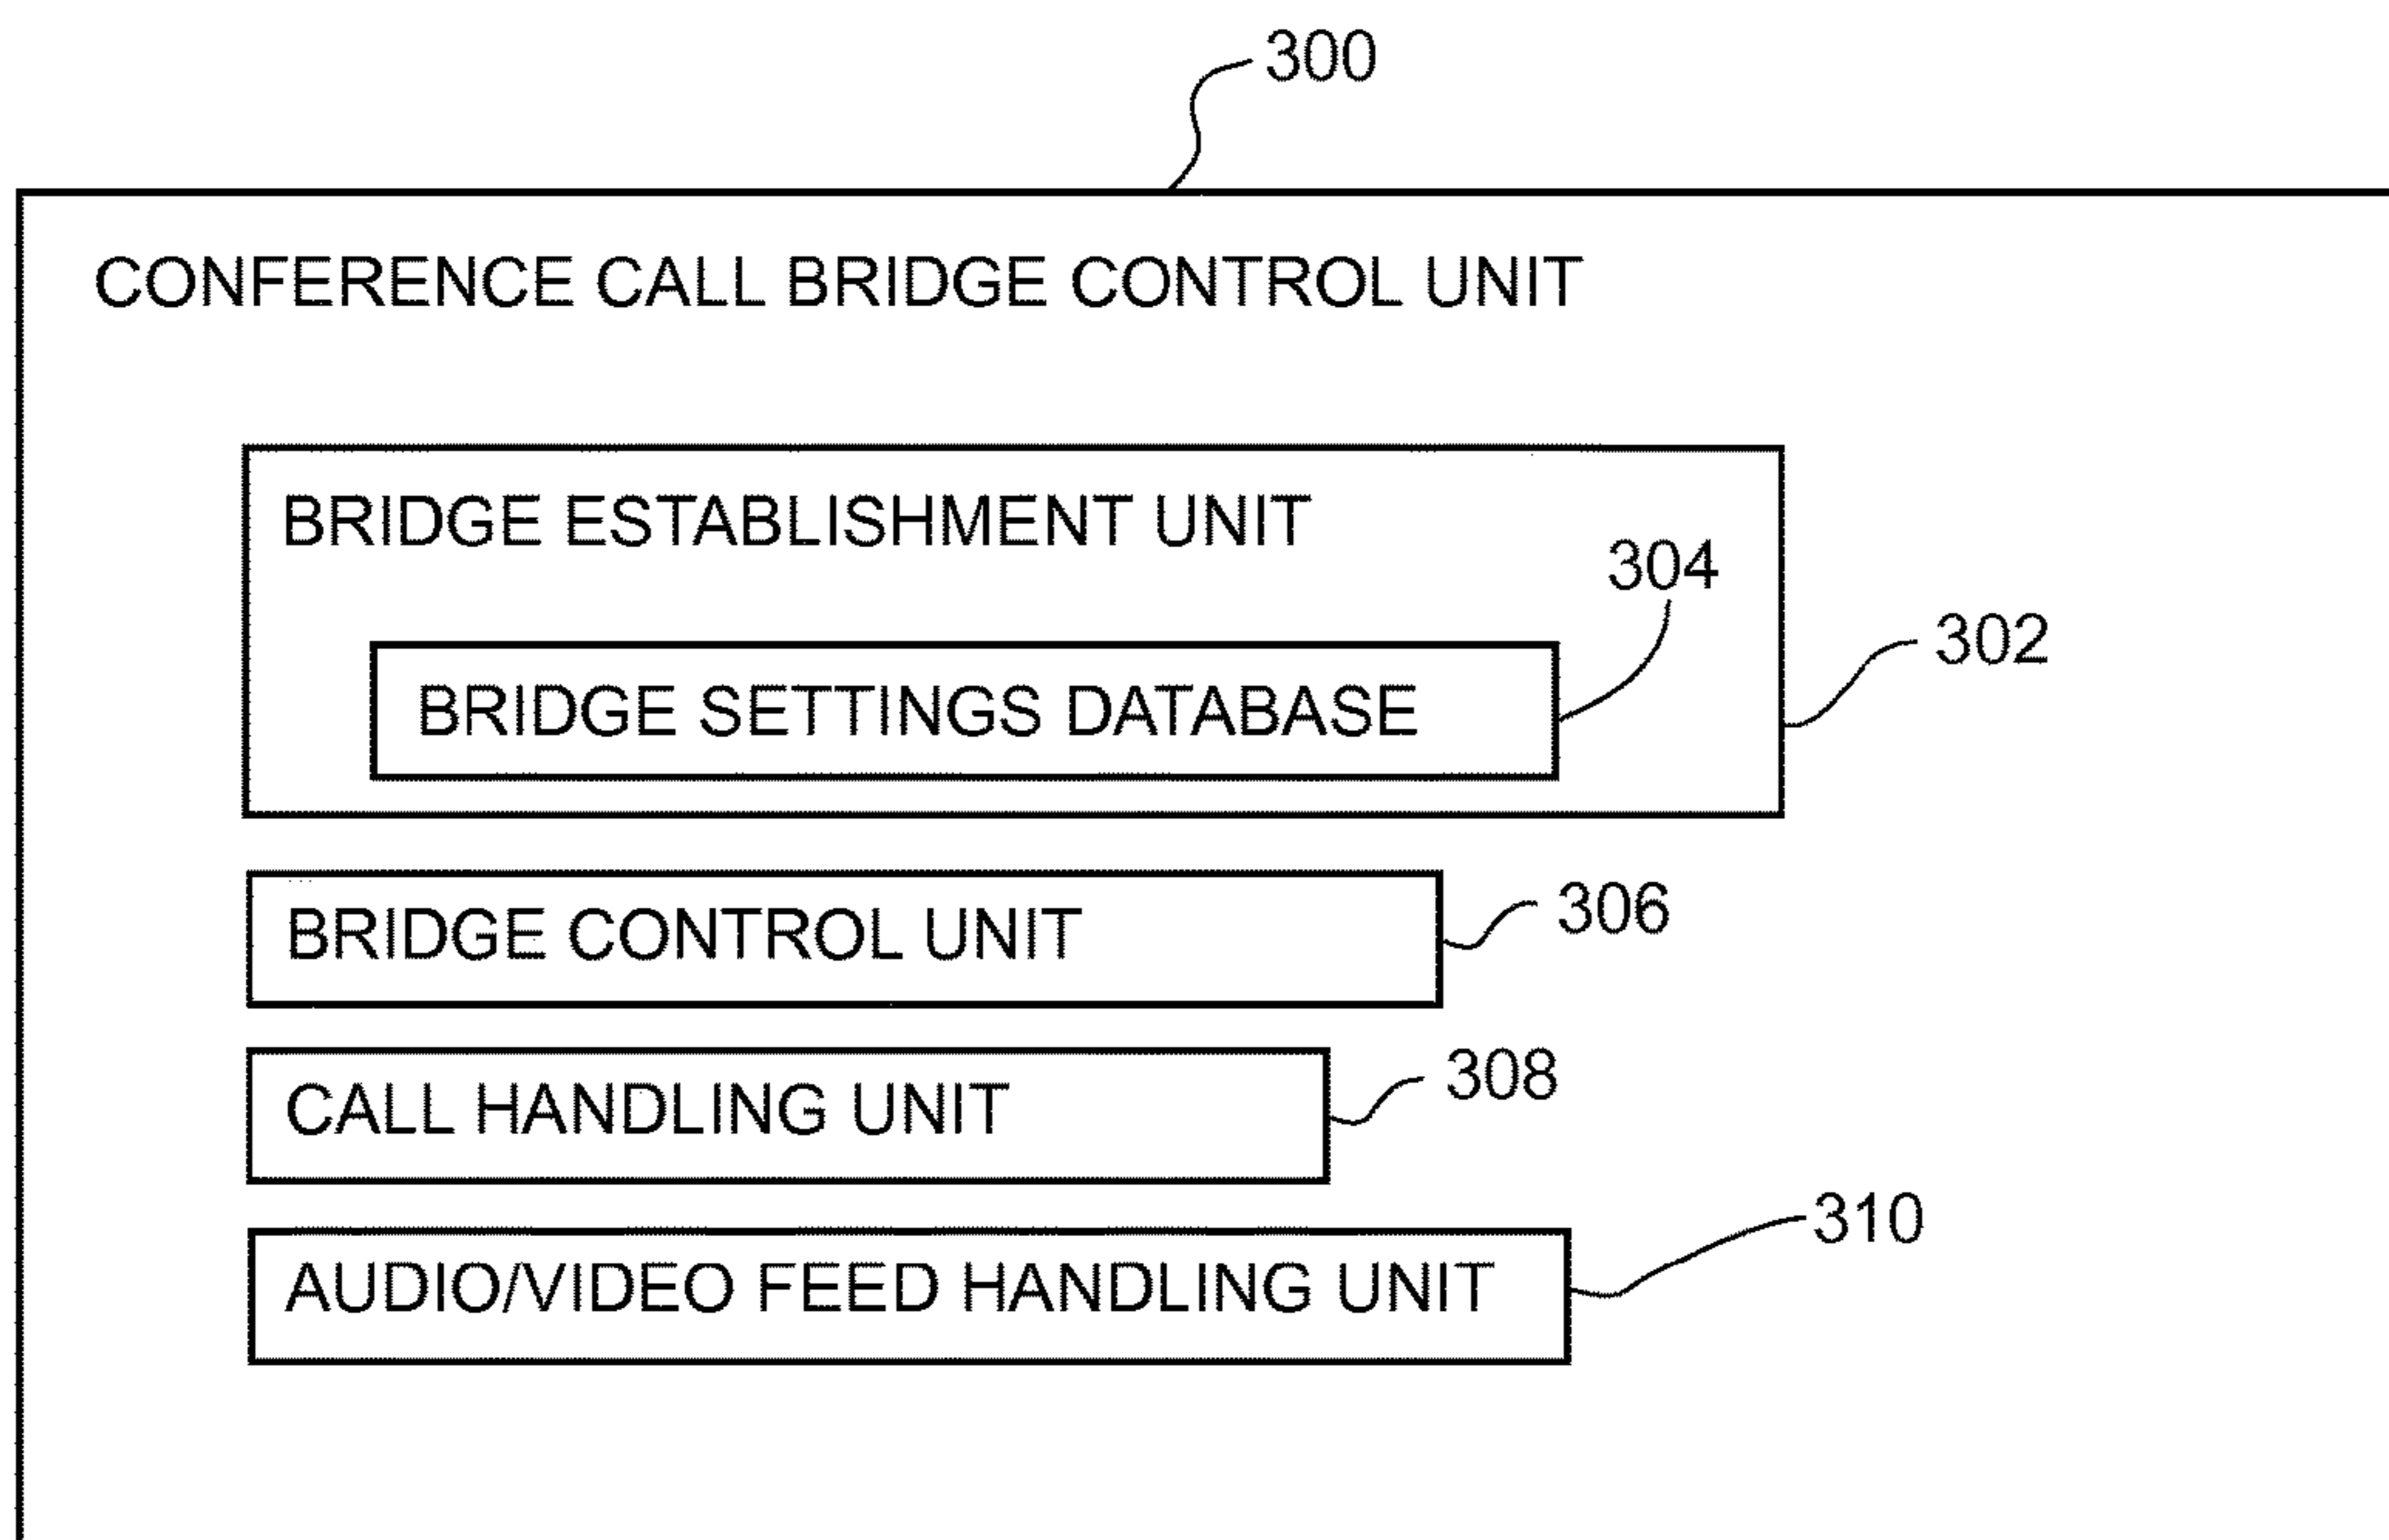 300
CONFERENCE CALL BRIDGE CONTROL UNIT
BRIDGE ESTABLISHMENT UNIT
304
302
BRIDGE SETTINGS DATABASE
306
BRIDGE CONTROL UNIT
308
CALL HANDLING UNIT
310
AUDIO/VIDEO FEED HANDLING UNIT